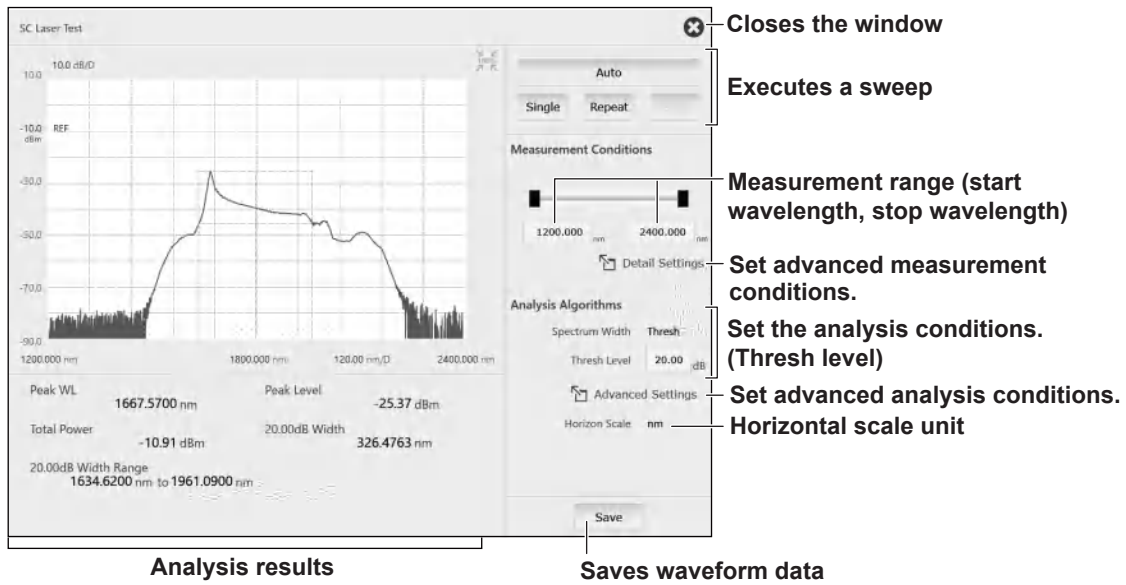 SC Laser Test
Closes the window
10.0 dB/D
10.0
-10.0
dBm
REF
-30.0
-50.0
-70.0
-90.0
1200.000 nm
1800.000 nm
120.00 nm/D
2400.000 nm
Auto
Single Repeat
Executes a sweep
Measurement Conditions
1200.000 nm
2400.000 nm
Measurement range (start
wavelength, stop wavelength)
Detail Settings
Set advanced measurement
conditions.
Analysis Algorithms
Spectrum Width Thresh
Thresh Level 20.00 dB
Set the analysis conditions.
(Thresh level)
Advanced Settings
Set advanced analysis conditions.
Horizon Scale nm
Horizontal scale unit
Peak WL
1667.5700 nm
Peak Level
-25.37 dBm
Total Power
-10.91 dBm
20.00dB Width
326.4763 nm
20.00dB Width Range
1634.6200 nm to 1961.0900 nm
Save
Analysis results
Saves waveform data